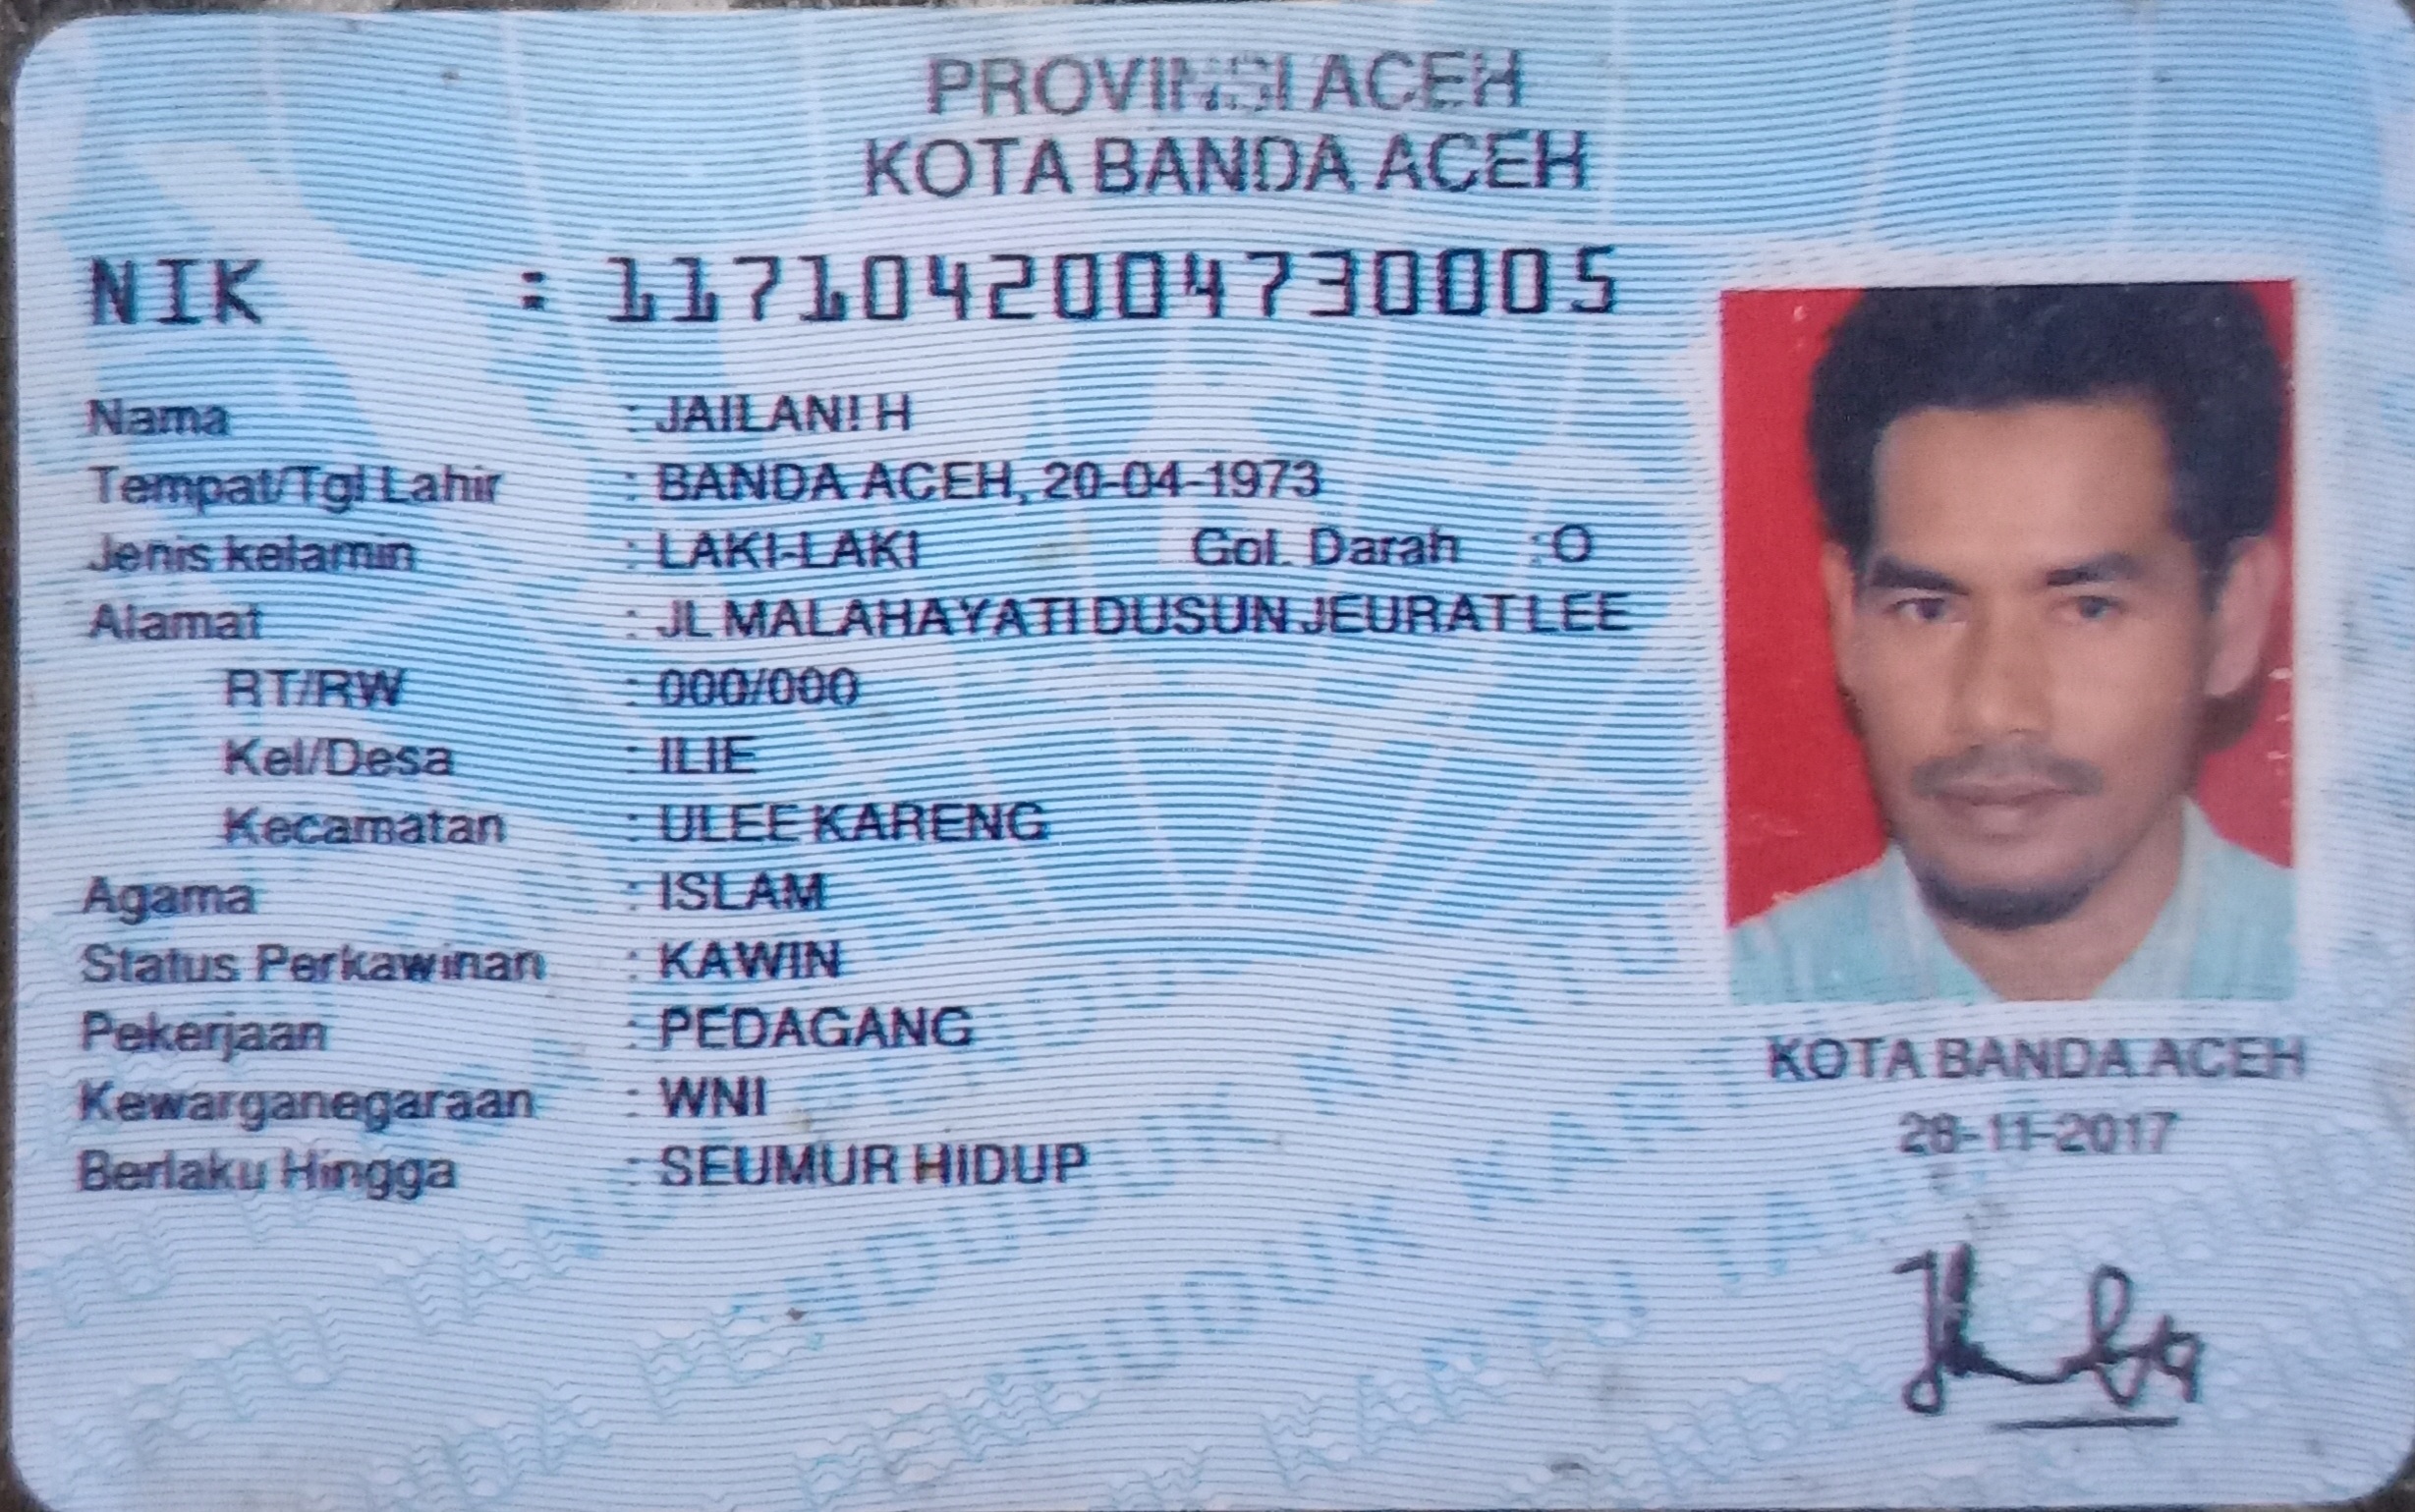 PROVINSI ACEH
KOTA BANDA ACEH
NIK : 1171042004730005
Nama : JAILANI H
Tempat/Tgl Lahir : BANDA ACEH, 20-04-1973
Jenis kelamin : LAKI-LAKI Gol. Darah : O
Alamat : JL MALAHAYATI DUSUN JEURAT LEE
RT/RW : 000/000
Kel/Desa : ILIE
Kecamatan : ULEE KARENG
Agama : ISLAM
Status Perkawinan : KAWIN
Pekerjaan : PEDAGANG
Kewarganegaraan : WNI
Berlaku Hingga : SEUMUR HIDUP
KOTA BANDA ACEH
28-11-2017